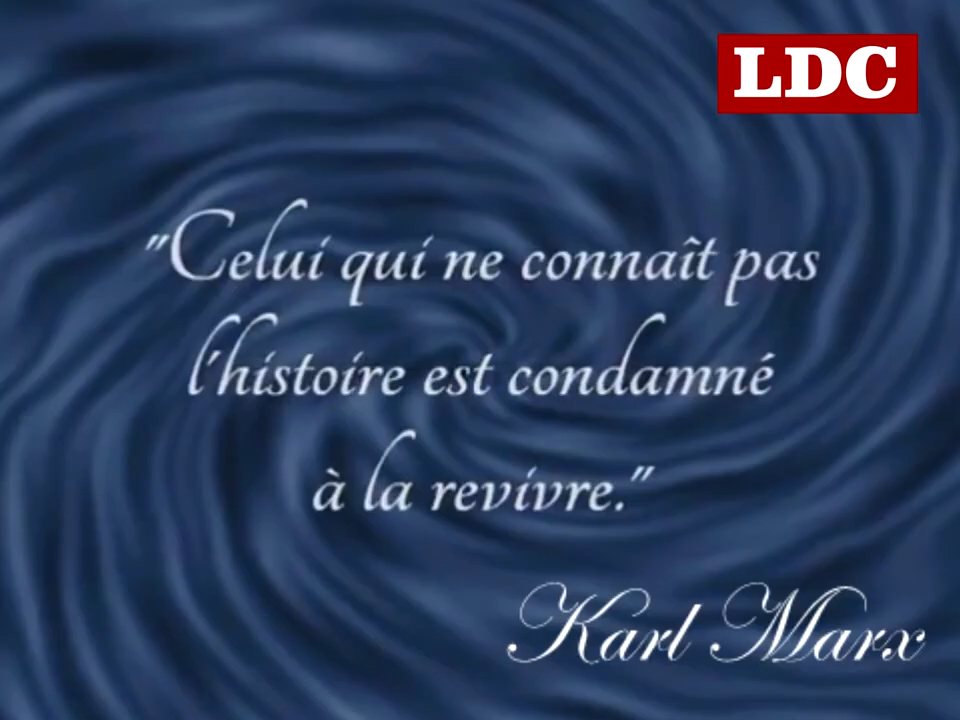 LDC
"Celui qui ne connaît pas
l'histoire est condamné
à la revivre."
Karl Marx